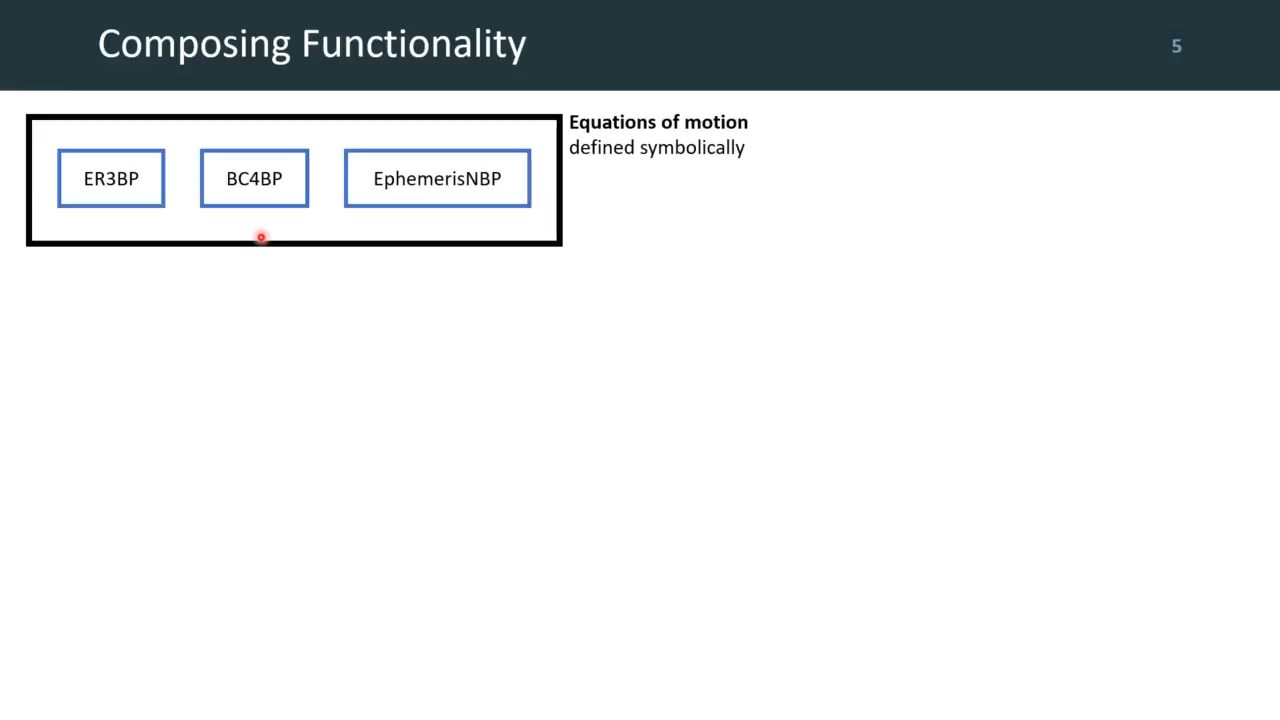 Composing Functionality
5
ER3BP
BC4BP
EphemerisNBP
Equations of motion
defined symbolically